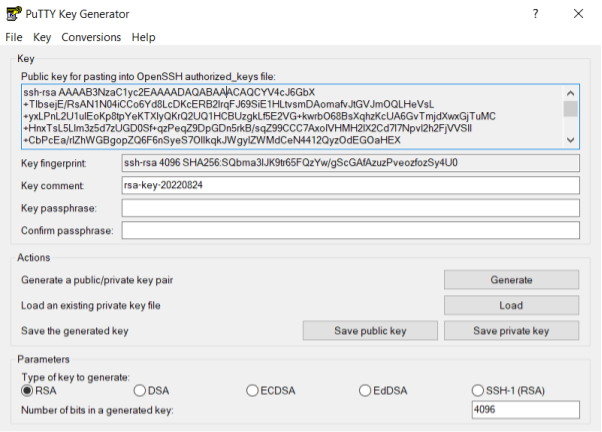 PuTTY Key Generator
File Key Conversions Help
Key
Public key for pasting into OpenSSH authorized_keys file:
ssh-rsa AAAAB3NzaC1yc2EAAAADAQABAAACAQCYV4cJ6GbX
+TlbsejE/RsAN1N04iCCo6Yd8LcDKcERB2lrqFJ69SiE1HLtvsmDAomafvJtGVJmOQLHeVsL
+yxLPnL2U1ulEoKp8tpYeKTXlyQKrQ2UQ1HCBUzgkLf5E2VG+kwrbO68BsXqhzKcUA6GvTmjdXwxGjTuMC
+HnxTsL5Llm3z5d7zUGD0Sf+qzPeqZ9DpGDn5rkB/sqZ99CCC7AxolVHMH2lX2Cd7l7Npvl2h2FjVVSll
+CbPcEa/rlZhWGBgopZQ6F6nSyeS7OllkqkJWgylZWMdCeN4412QyzOdEGOaHEX
Key fingerprint: ssh-rsa 4096 SHA256:SQbma3lJK9tr65FQzYw/gScGAfAzuzPveozfozSy4U0
Key comment: rsa-key-20220824
Key passphrase:
Confirm passphrase:
Actions
Generate a public/private key pair Generate
Load an existing private key file Load
Save the generated key Save public key Save private key
Parameters
Type of key to generate:
RSA DSA ECDSA EdDSA SSH-1 (RSA)
Number of bits in a generated key: 4096